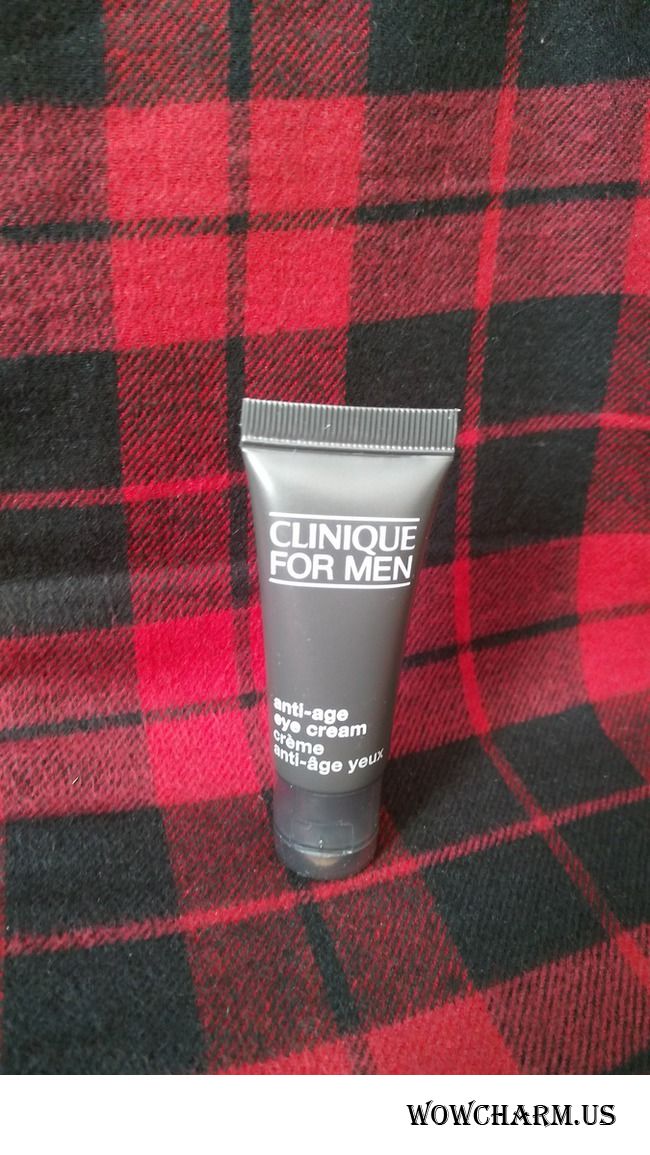 CLINIQUE
FOR MEN
anti-age
eye cream
crème
anti-âge yeux
WOWCHARM.US